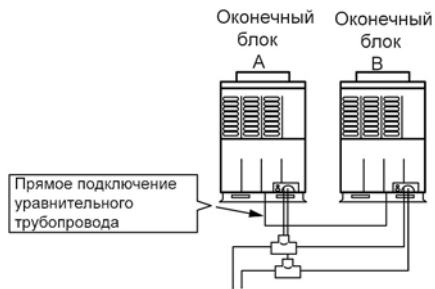 Оконечный
блок
A
Оконечный
блок
B
Прямое подключение
уравнительного
трубопровода